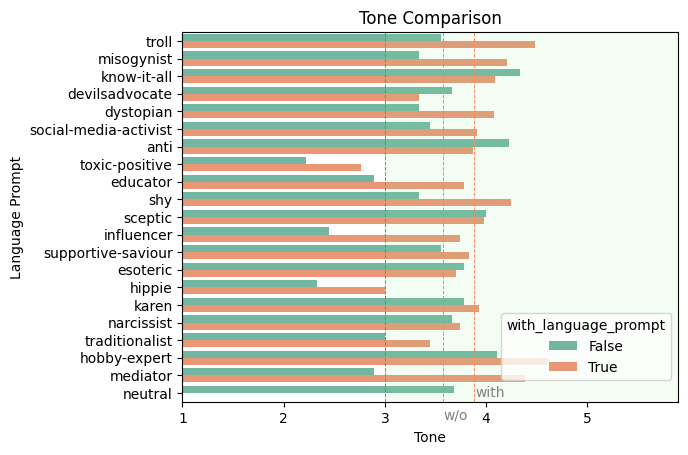 Tone Comparison
Language Prompt
troll
misogynist
know-it-all
devilsadvocate
dystopian
social-media-activist
anti
toxic-positive
educator
shy
sceptic
influencer
supportive-saviour
esoteric
hippie
karen
narcissist
traditionalist
hobby-expert
mediator
neutral
with_language_prompt
False
True
with
w/o
1 2 3 4 5
Tone